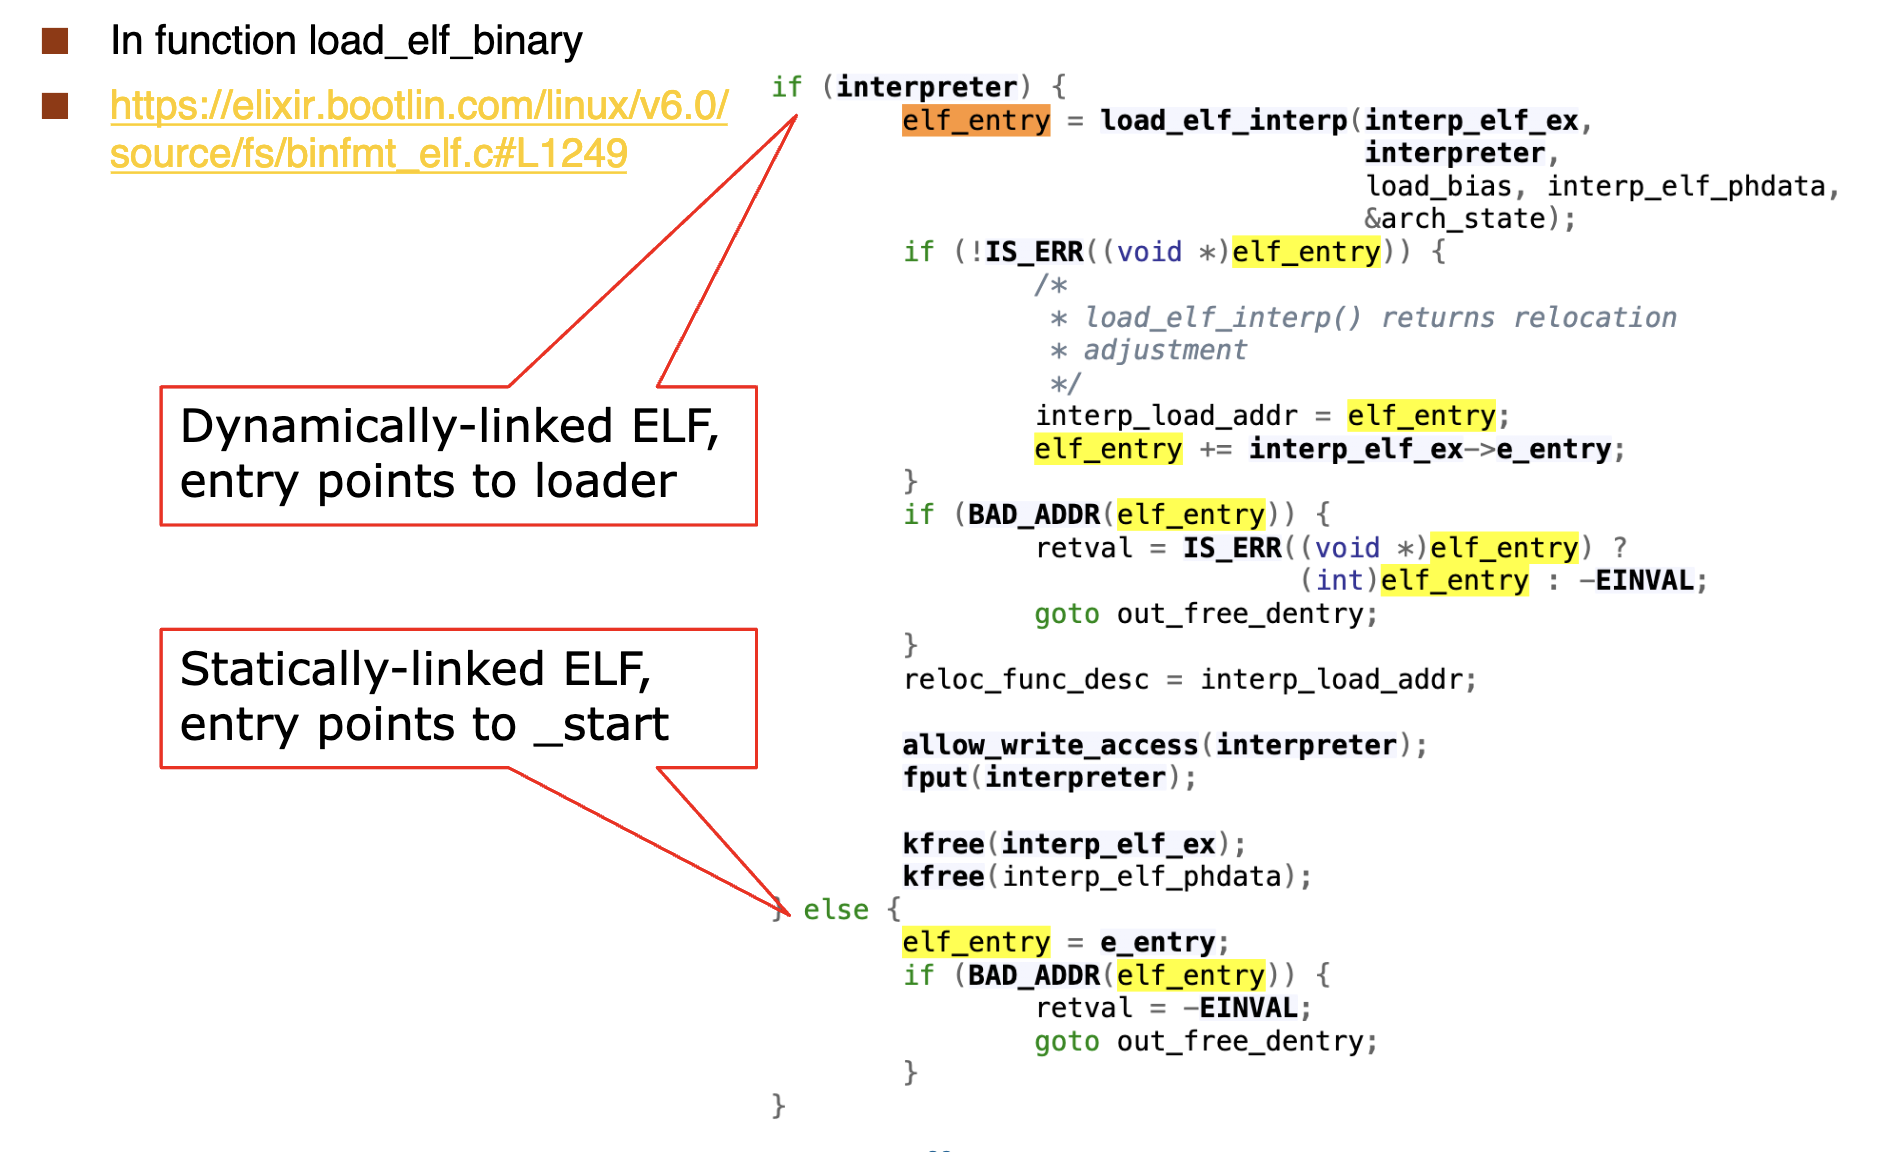 In function load_elf_binary
https://elixir.bootlin.com/linux/v6.0/
source/fs/binfmt_elf.c#L1249
if (interpreter) {
elf_entry = load_elf_interp(interp_elf_ex,
interpreter,
load_bias, interp_elf_phdata,
&arch_state);
if (!IS_ERR((void *)elf_entry)) {
/*
* load_elf_interp() returns relocation
* adjustment
*/
interp_load_addr = elf_entry;
elf_entry += interp_elf_ex->e_entry;
}
if (BAD_ADDR(elf_entry)) {
retval = IS_ERR((void *)elf_entry) ?
(int)elf_entry : -EINVAL;
goto out_free_dentry;
}
reloc_func_desc = interp_load_addr;
allow_write_access(interpreter);
fput(interpreter);
kfree(interp_elf_ex);
kfree(interp_elf_phdata);
} else {
elf_entry = e_entry;
if (BAD_ADDR(elf_entry)) {
retval = -EINVAL;
goto out_free_dentry;
}
}
Dynamically-linked ELF,
entry points to loader
Statically-linked ELF,
entry points to _start